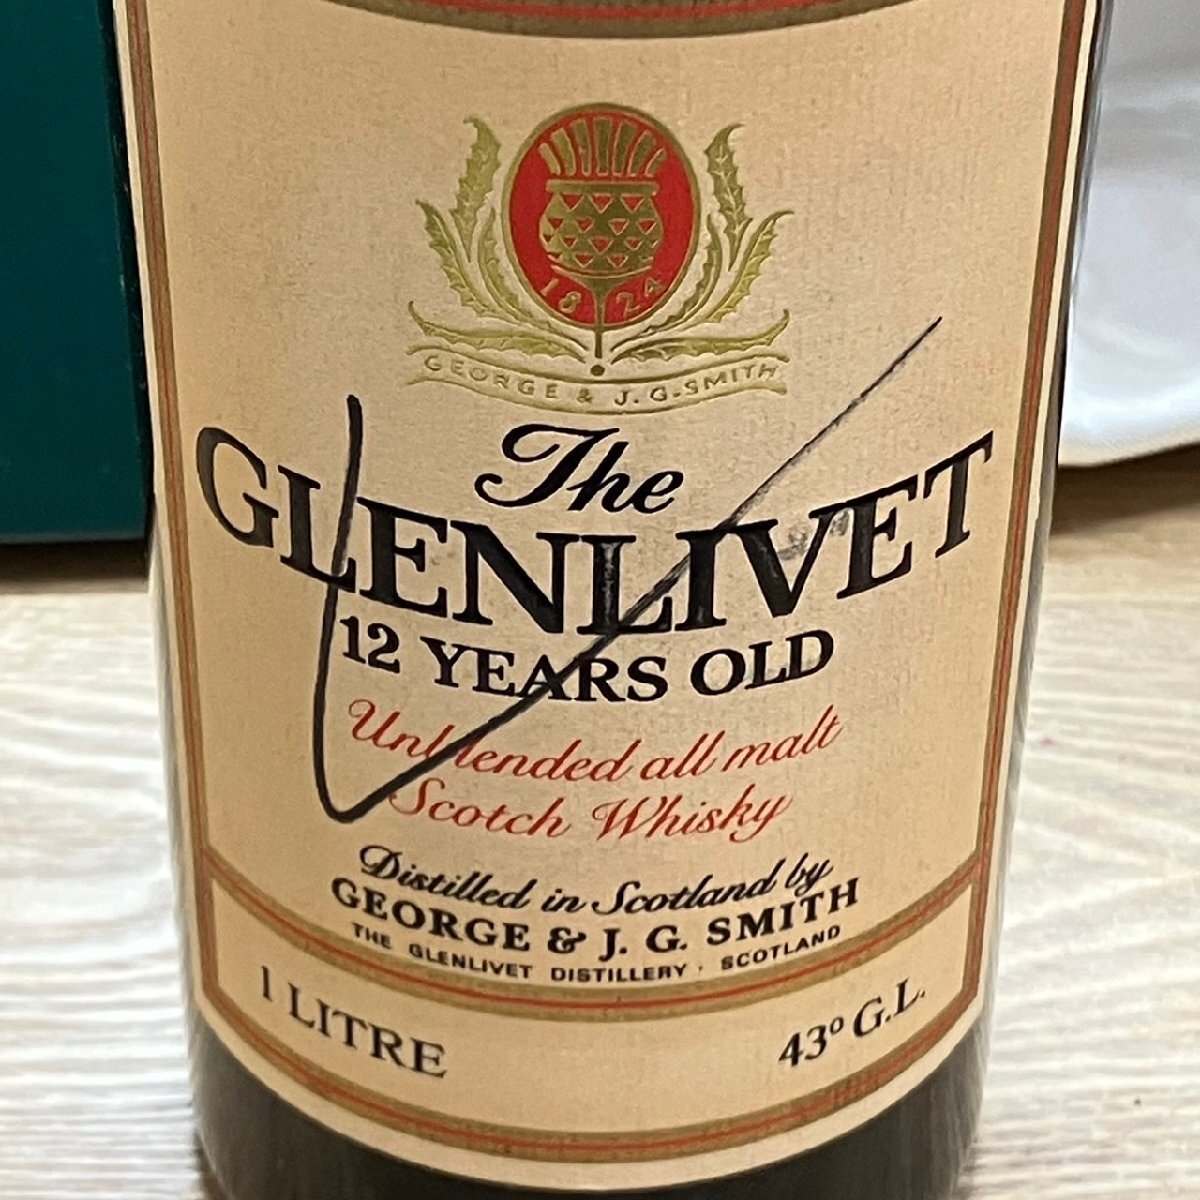 1824
GEORGE & J. G. SMITH
The
GLENLIVET
12 YEARS OLD
Unblended all malt
Scotch Whisky
Distilled in Scotland by
GEORGE & J. G. SMITH
THE GLENLIVET DISTILLERY · SCOTLAND
1 LITRE
43º G.L.